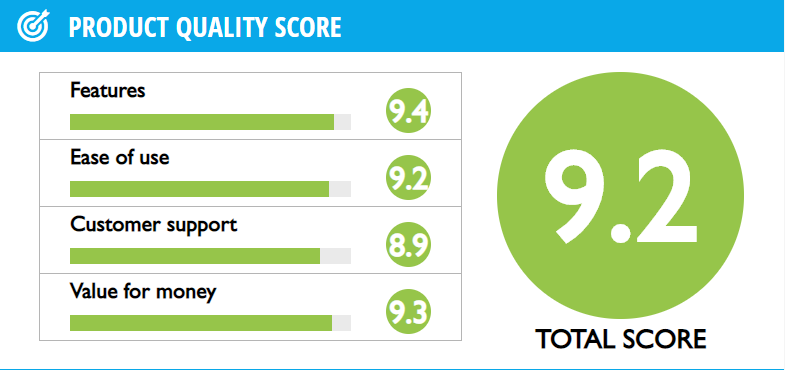 PRODUCT QUALITY SCORE
Features
9.4
Ease of use
9.2
Customer support
8.9
Value for money
9.3
9.2
TOTAL SCORE